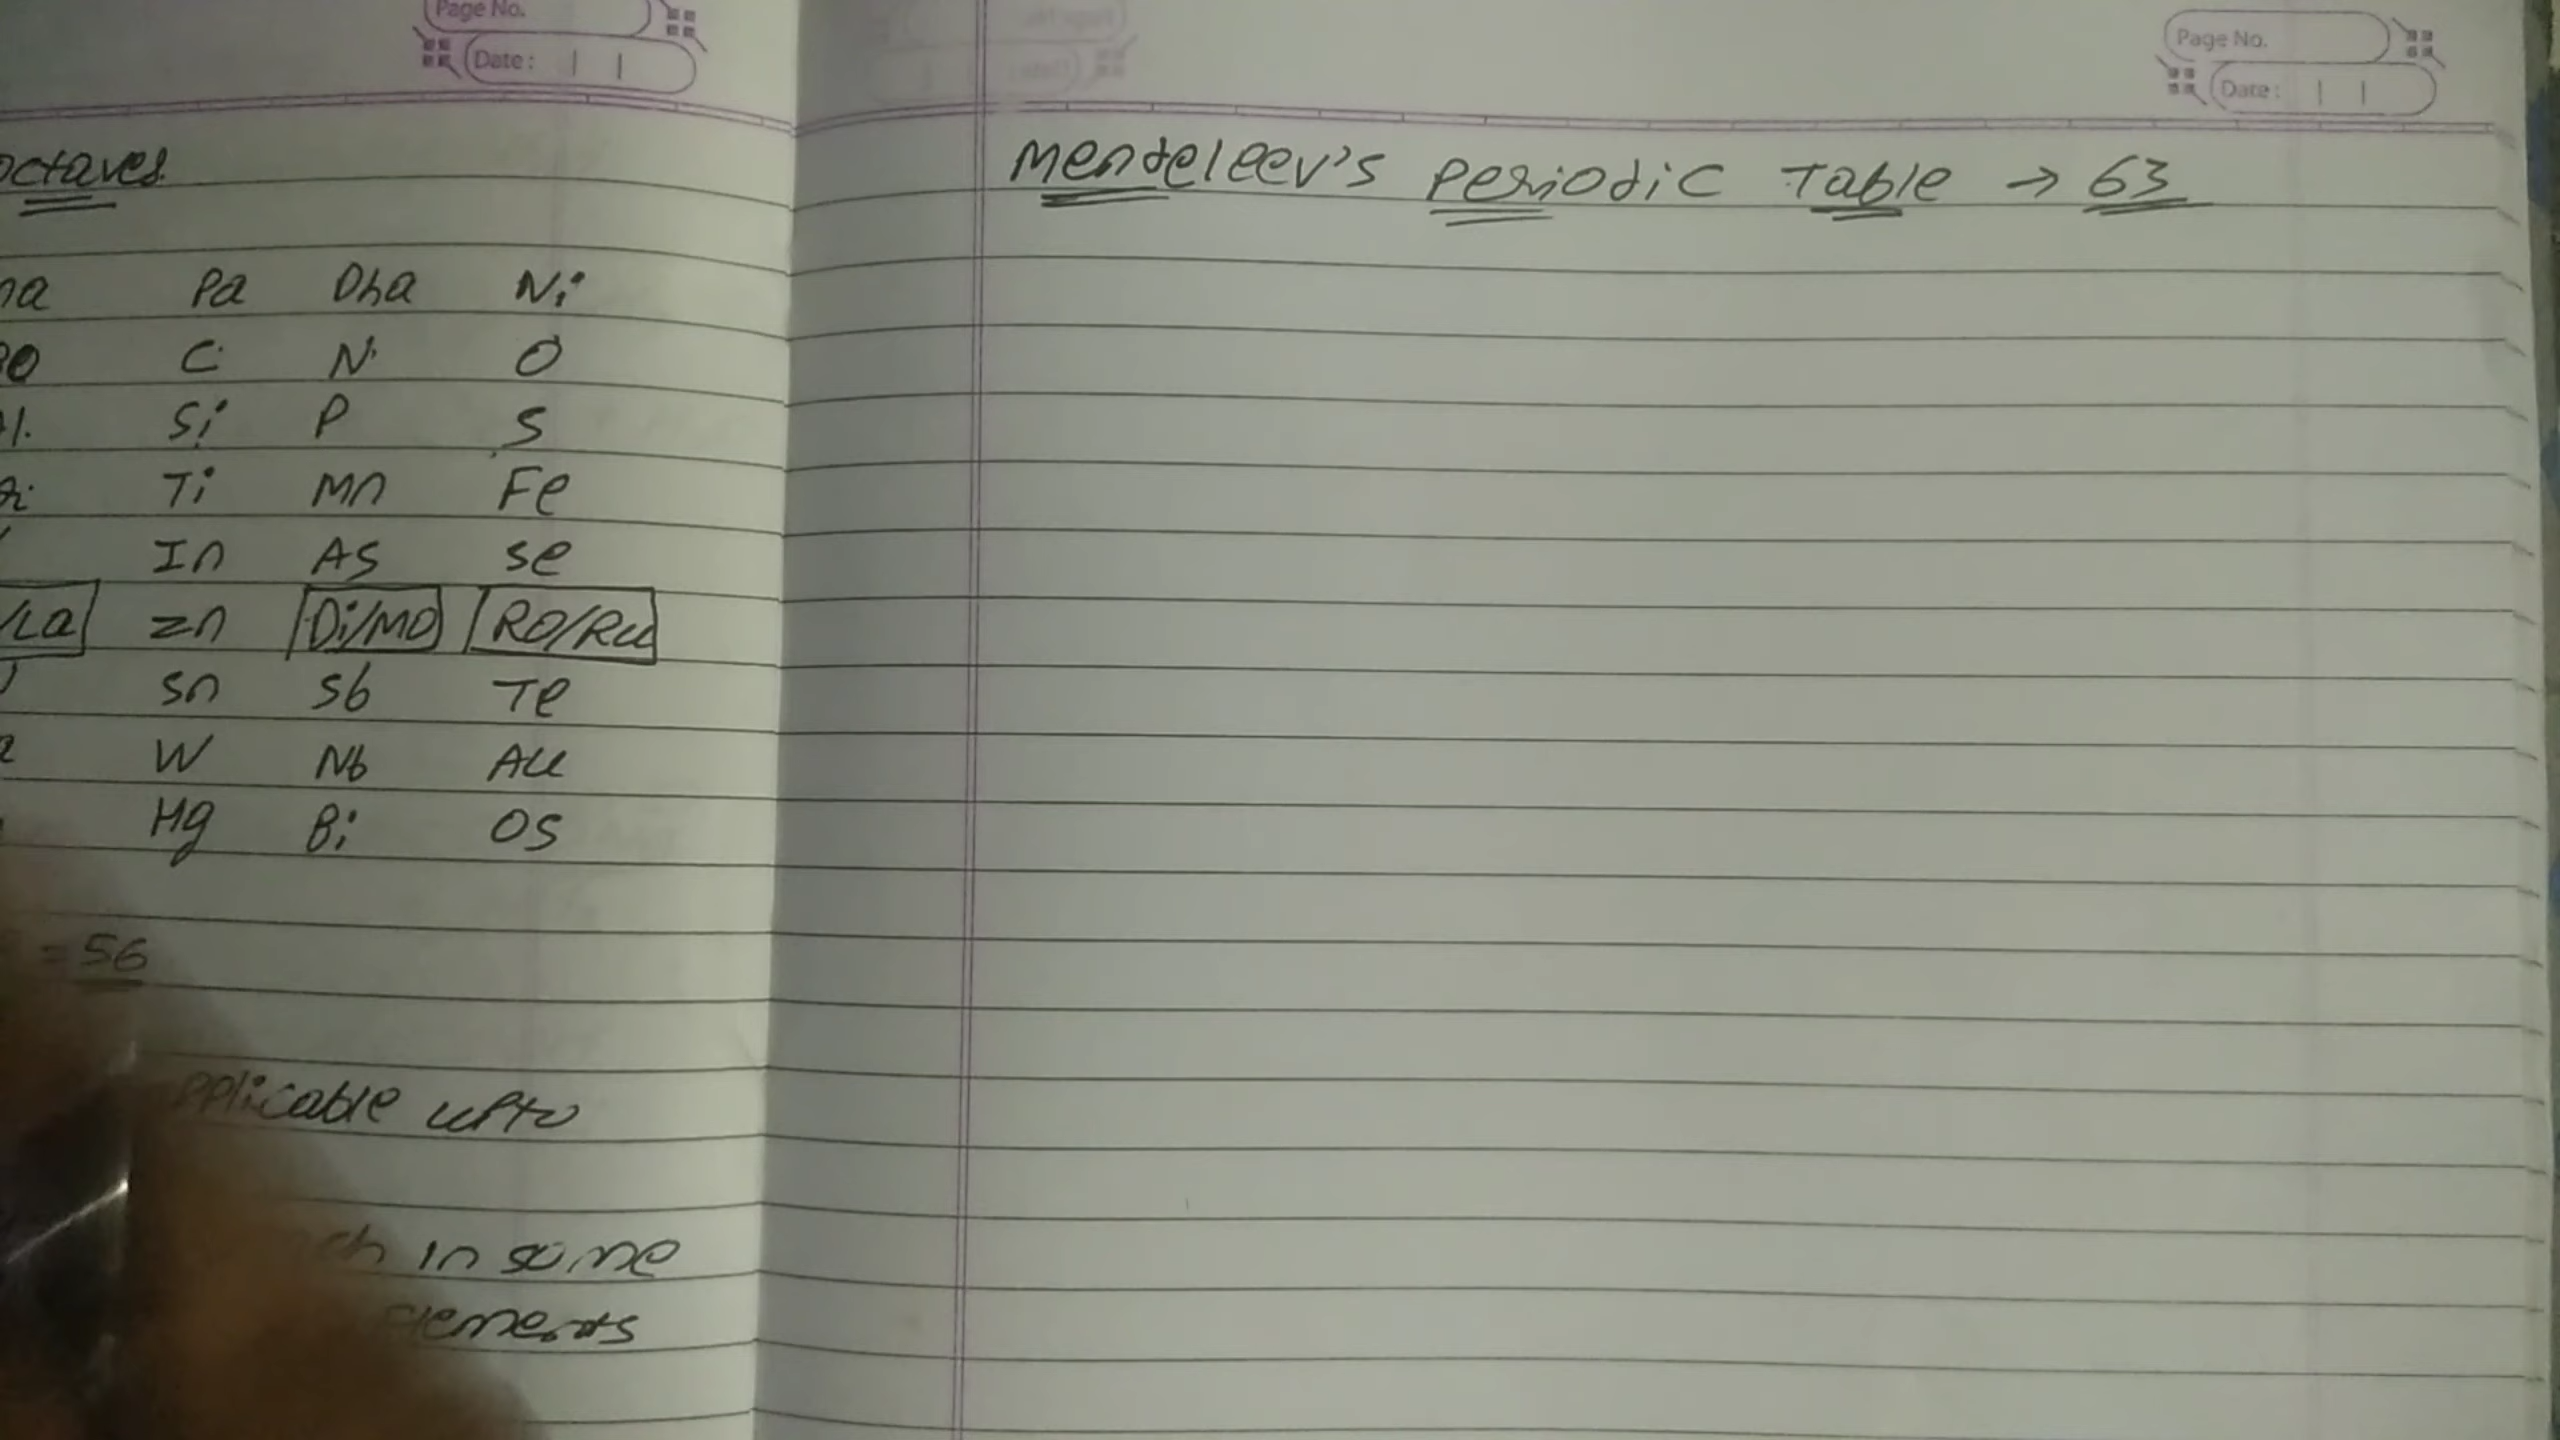 Page No.
Date:
octaves.
Pa Dha Ni
C N O
Si P S
Ti Mn Fe
In As Se
/La Zn Di/Mo Ro/Ru
Sn Sb Te
W Nb Au
Hg Bi Os
= 56
pplicable upto
in some
elements
Page No.
Date:
Mendeleev's Periodic Table → 63